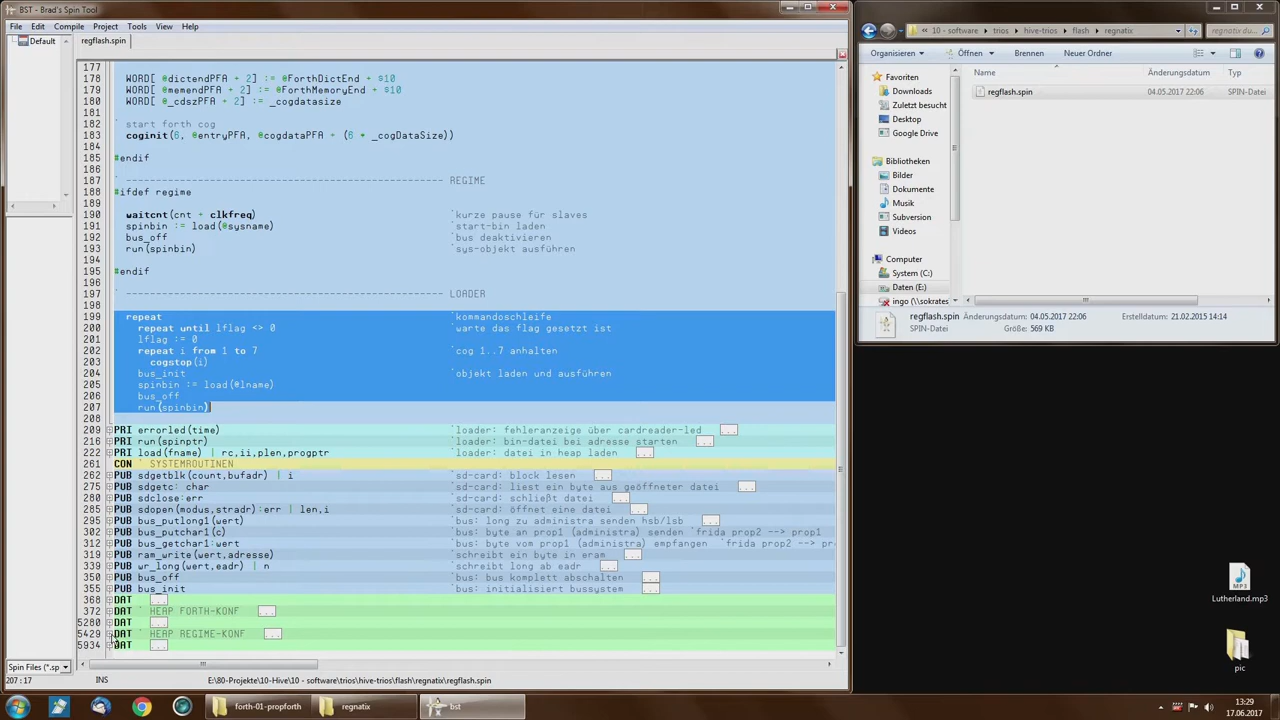 BST - Brad's Spin Tool
File Edit Compile Project Tools View Help
Default
regflash.spin
177
178 WORD[ @dictendPFA + 2] := @ForthDictEnd + $10
179 WORD[ @memendPFA + 2] := @ForthMemoryEnd + $10
180 WORD[ @_cdszPFA + 2] := _cogdatasize
181
182 ' start forth cog
183 coginit(6, @entryPFA, @cogdataPFA + (6 * _cogDataSize))
184
185 #endif
186
187 ' ---------------------------------------------------- REGIME
188 #ifdef regime
189
190 waitcnt(cnt + clkfreq) 'kurze pause für slaves
191 spinbin := load(@sysname) 'start-bin laden
192 bus_off 'bus deaktivieren
193 run(spinbin) 'sys-objekt ausführen
194
195 #endif
196
197 ' ---------------------------------------------------- LOADER
198
199 repeat 'kommandoschleife
200 repeat until lflag <> 0 'warte das flag gesetzt ist
201 lflag := 0
202 repeat i from 1 to 7 'cog 1..7 anhalten
203 cogstop(i)
204 bus_init 'objekt laden und ausführen
205 spinbin := load(@lname)
206 bus_off
207 run(spinbin)
208
209 PRI errorled(time) 'loader: fehleranzeige über cardreader-led ...
216 PRI run(spinptr) 'loader: bin-datei bei adresse starten ...
222 PRI load(fname) | rc,ii,plen,progptr 'loader: datei in heap laden ...
261 CON ' SYSTEMROUTINEN
262 PUB sdgetblk(count,bufadr) | i 'sd-card: block lesen ...
275 PUB sdgetc: char 'sd-card: liest ein byte aus geöffneter datei ...
280 PUB sdclose:err 'sd-card: schließt datei ...
285 PUB sdopen(modus,stradr):err | len,i 'sd-card: öffnet eine datei ...
295 PUB bus_putlong1(wert) 'bus: long zu administra senden hsb/lsb ...
302 PUB bus_putchar1(c) 'bus: byte an prop1 (administra) senden 'frida prop2 --> prop1
312 PUB bus_getchar1:wert 'bus: byte vom prop1 (administra) empfangen 'frida prop2 --> prop
319 PUB ram_write(wert,adresse) 'schreibt ein byte in eram ...
339 PUB wr_long(wert,eadr) | n 'schreibt long ab eadr ...
350 PUB bus_off 'bus: bus komplett abschalten ...
355 PUB bus_init 'bus: initialisiert bussystem ...
368 DAT ...
372 DAT ' HEAP FORTH-KONF ...
5280 DAT ...
5429 DAT ' HEAP REGIME-KONF ...
5934 DAT ...
Spin Files (*.sp
207 : 17 INS E:\80-Projekte\10-Hive\10 - software\trios\hive-trios\flash\regnatix\regflash.spin
10 - software trios hive-trios flash regnatix
regnatix du
Organisieren Öffnen Brennen Neuer Ordner
Favoriten
Downloads
Zuletzt besucht
Desktop
Google Drive
Bibliotheken
Bilder
Dokumente
Musik
Subversion
Videos
Computer
System (C:)
Daten (E:)
ingo (\\sokrates
Name Änderungsdatum Typ
regflash.spin 04.05.2017 22:06 SPIN-Datei
regflash.spin Änderungsdatum: 04.05.2017 22:06 Erstelldatum: 21.02.2015 14:14
SPIN-Datei Größe: 569 KB
Lutherland.mp3
pic
forth-01-propforth
regnatix
bst
13:29
17.06.2017